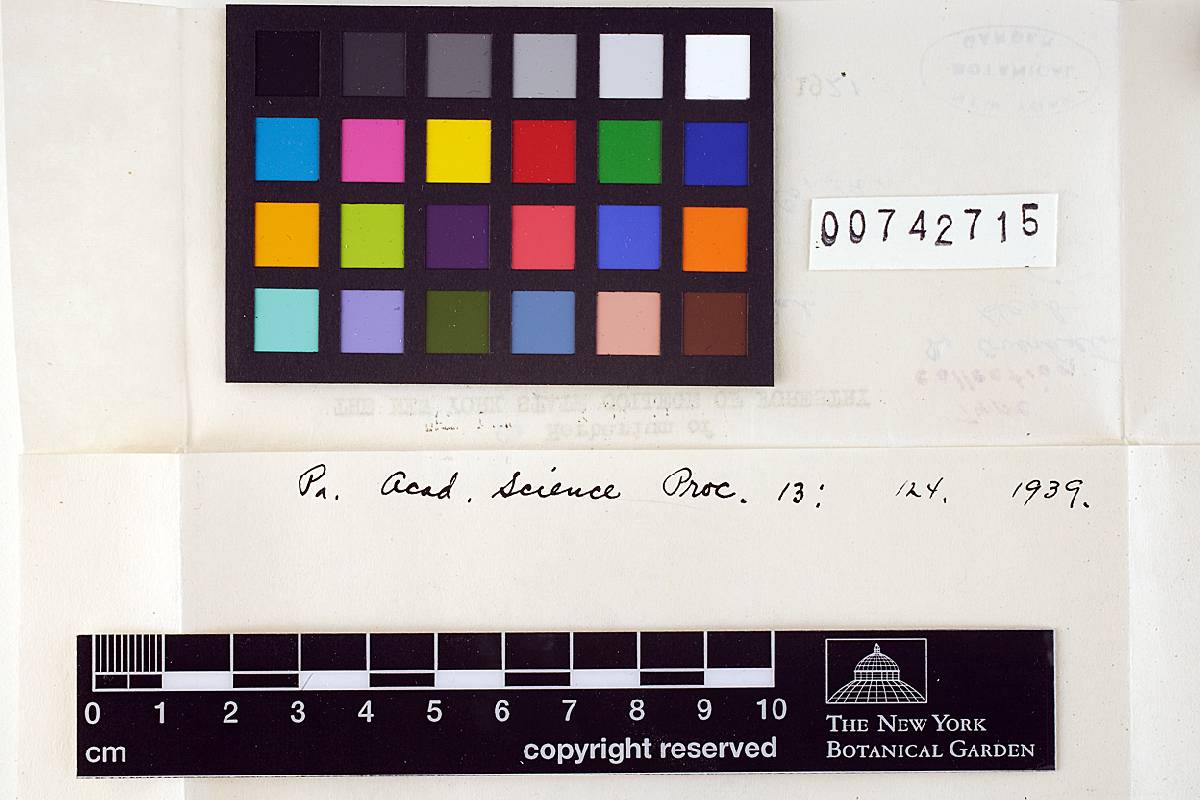 00742715
Pa. Acad. Science Proc. 13: 124. 1939.
0 1 2 3 4 5 6 7 8 9 10
cm
copyright reserved
THE NEW YORK
BOTANICAL GARDEN